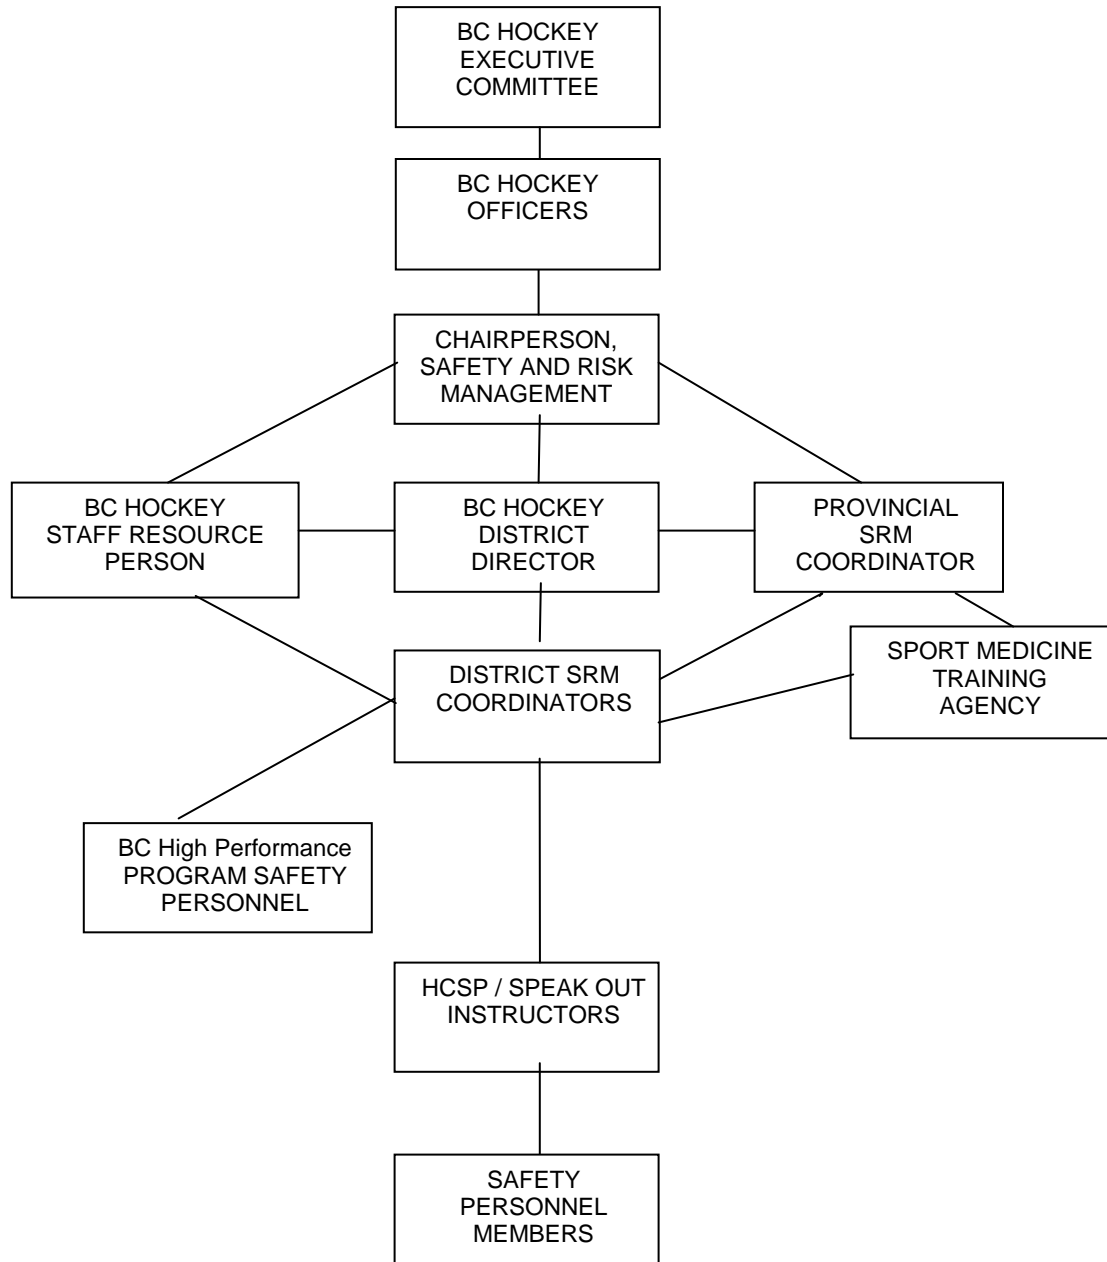 BC HOCKEY
EXECUTIVE
COMMITTEE
BC HOCKEY
OFFICERS
CHAIRPERSON,
SAFETY AND RISK
MANAGEMENT
BC HOCKEY
STAFF RESOURCE
PERSON
BC HOCKEY
DISTRICT
DIRECTOR
PROVINCIAL
SRM
COORDINATOR
SPORT MEDICINE
TRAINING
AGENCY
DISTRICT SRM
COORDINATORS
BC High Performance
PROGRAM SAFETY
PERSONNEL
HCSP / SPEAK OUT
INSTRUCTORS
SAFETY
PERSONNEL
MEMBERS